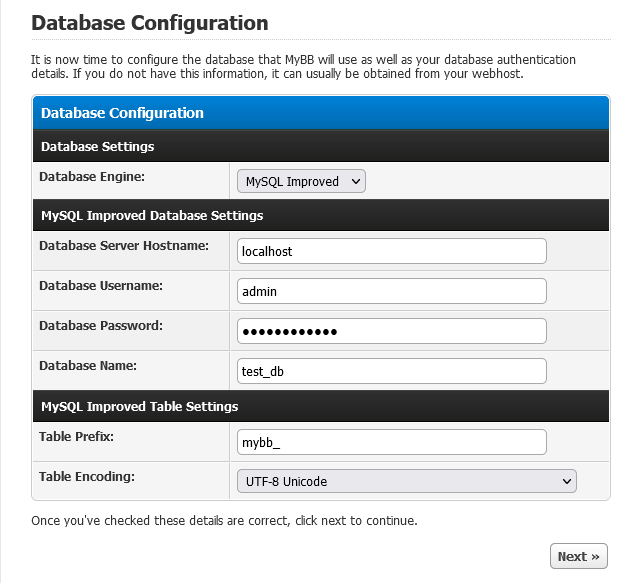 Database Configuration
It is now time to configure the database that MyBB will use as well as your database authentication
details. If you do not have this information, it can usually be obtained from your webhost.
Database Configuration
Database Settings
Database Engine: MySQL Improved
MySQL Improved Database Settings
Database Server Hostname: localhost
Database Username: admin
Database Password: ●●●●●●●●●●●●
Database Name: test_db
MySQL Improved Table Settings
Table Prefix: mybb_
Table Encoding: UTF-8 Unicode
Once you've checked these details are correct, click next to continue.
Next »